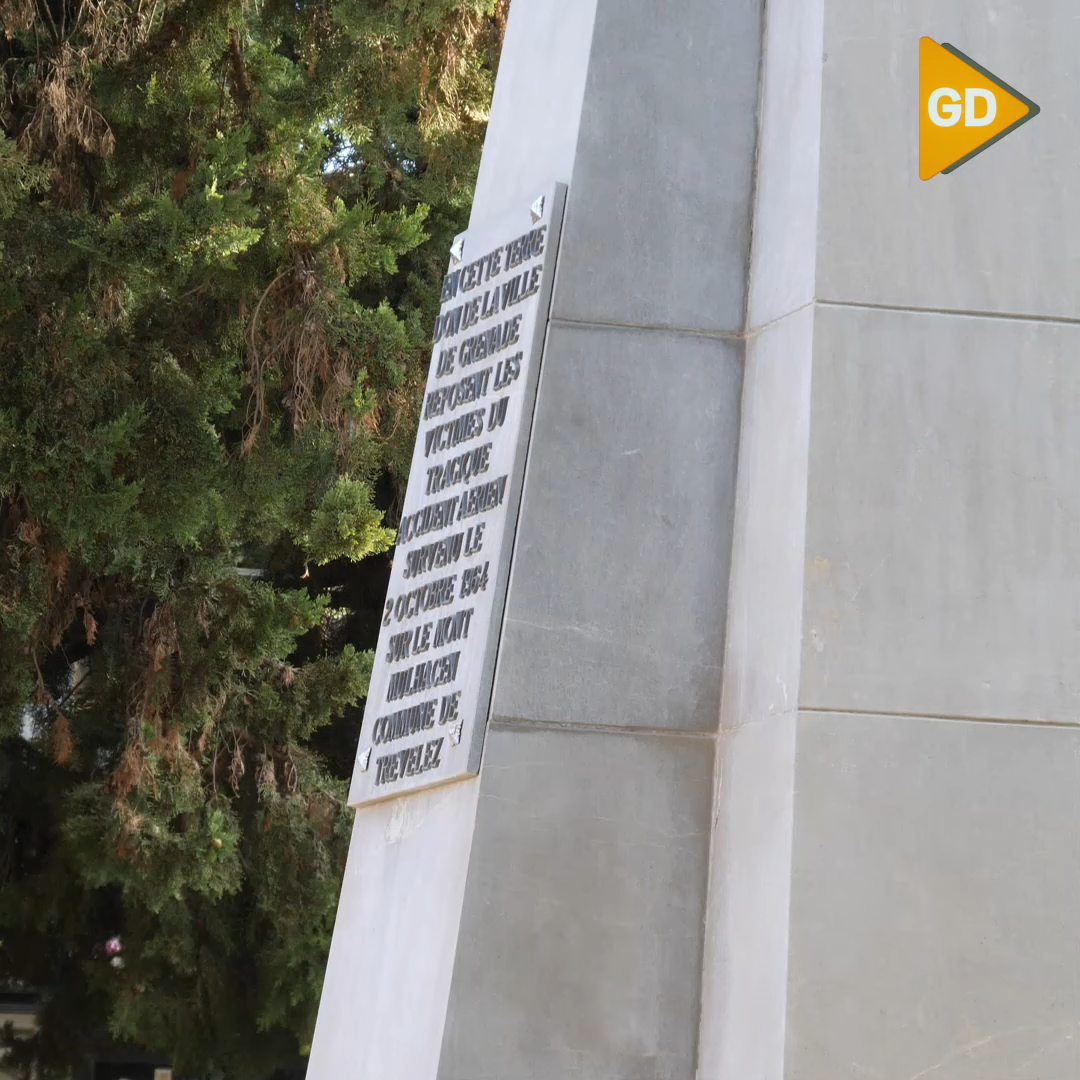 GD
EN CETTE TERRE
DON DE LA VILLE
DE GRENADE
REPOSENT LES
VICTIMES DU
TRAGIQUE
ACCIDENT AERIEN
SURVENU LE
2 OCTOBRE 1964
SUR LE MONT
MULHACEN
COMMUNE DE
TREVELEZ